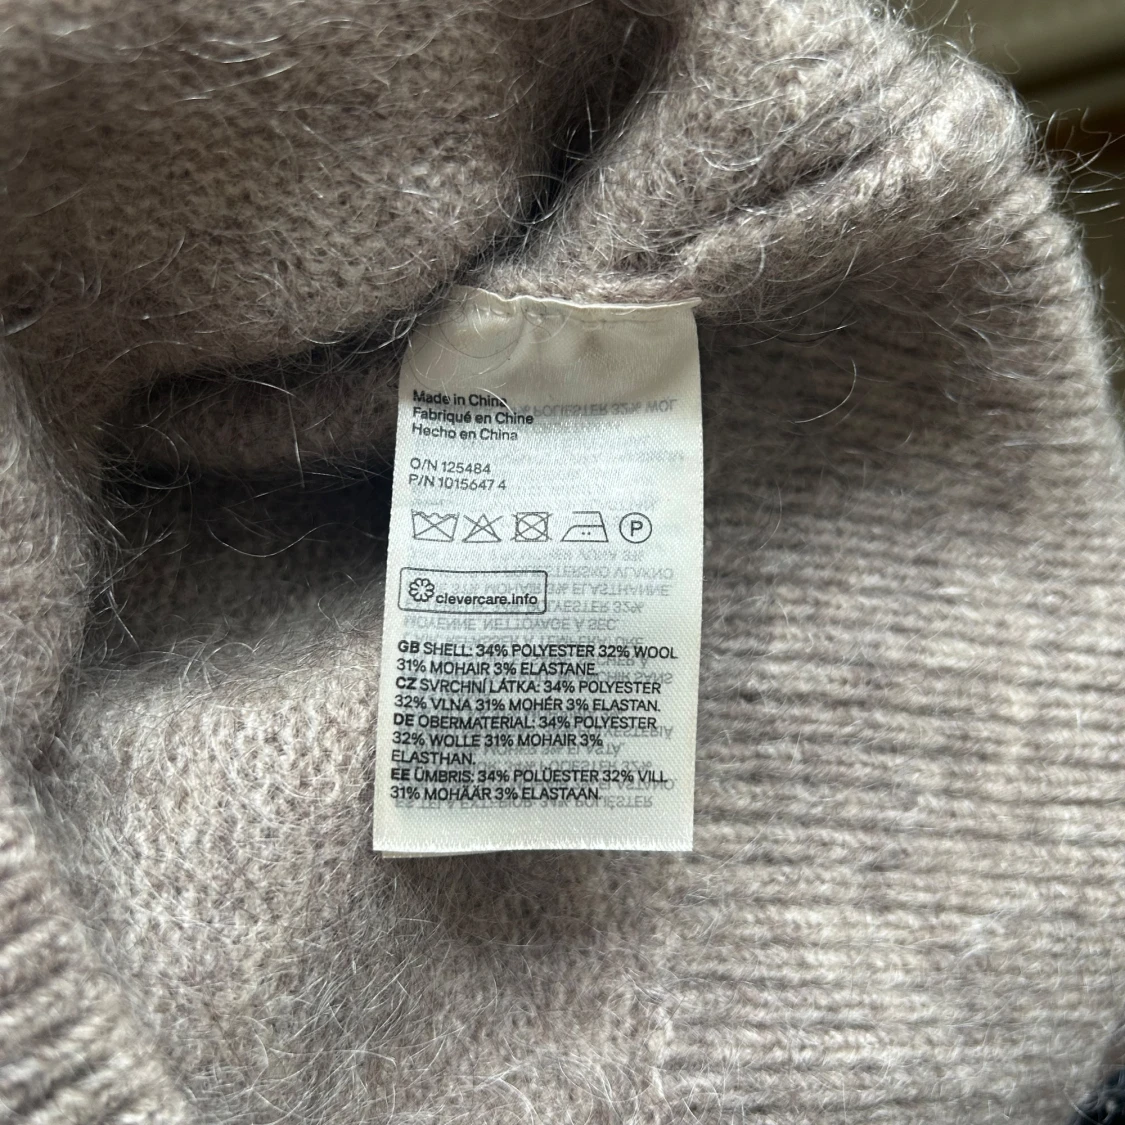 Made in China
Fabriqué en Chine
Hecho en China
O/N 125484
P/N 1015647 4
P
clevercare.info
GB SHELL: 34% POLYESTER 32% WOOL
31% MOHAIR 3% ELASTANE.
CZ SVRCHNÍ LÁTKA: 34% POLYESTER
32% VLNA 31% MOHÉR 3% ELASTAN.
DE OBERMATERIAL: 34% POLYESTER
32% WOLLE 31% MOHAIR 3%
ELASTHAN.
EE ÜMBRIS: 34% POLÜESTER 32% VILL
31% MOHÄÄR 3% ELASTAAN.